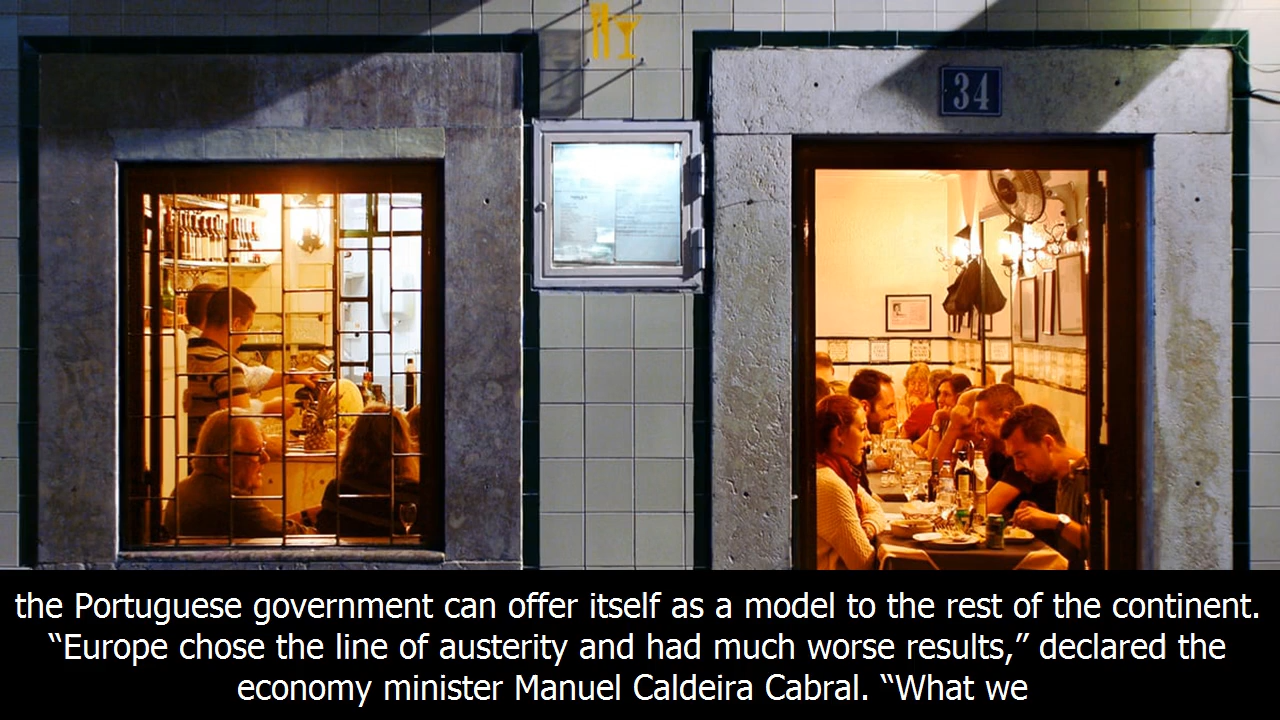 34
the Portuguese government can offer itself as a model to the rest of the continent.
“Europe chose the line of austerity and had much worse results,” declared the
economy minister Manuel Caldeira Cabral. “What we